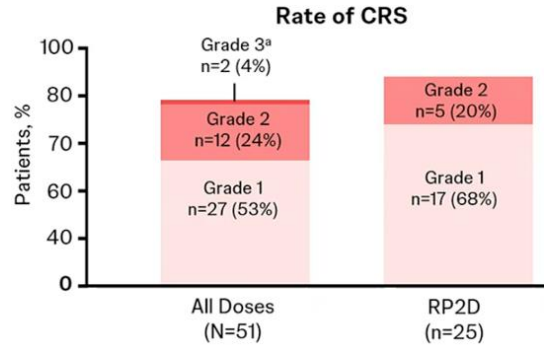 Rate of CRS
Patients, %
100
80
70
60
40
0
Grade 3ª
n=2 (4%)
Grade 2
n=12 (24%)
Grade 1
n=27 (53%)
Grade 2
n=5 (20%)
Grade 1
n=17 (68%)
All Doses
(N=51)
RP2D
(n=25)